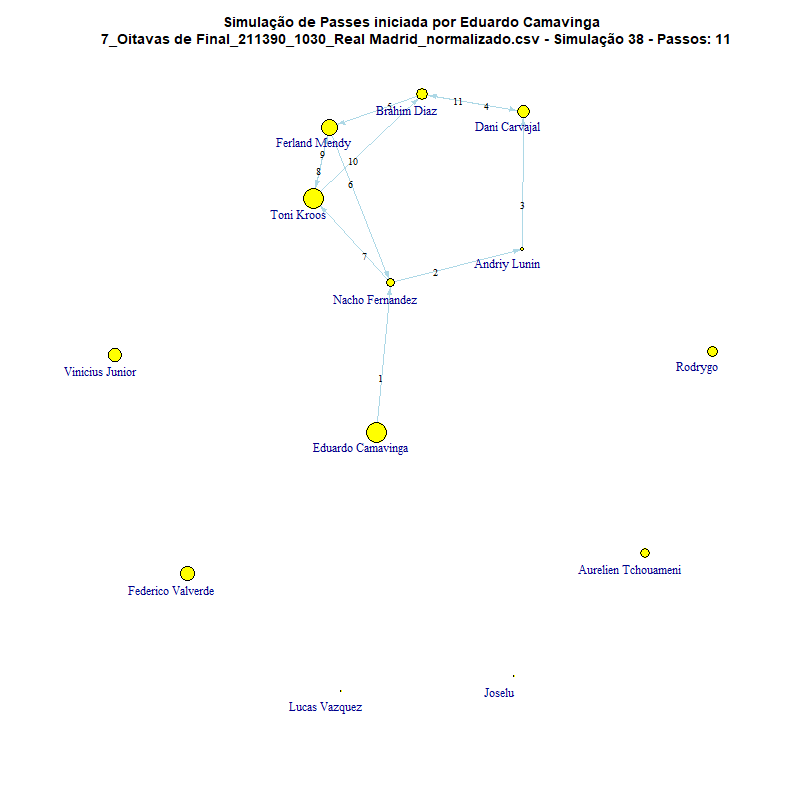 Simulação de Passes iniciada por Eduardo Camavinga
7_Oitavas de Final_211390_1030_Real Madrid_normalizado.csv - Simulação 38 - Passos: 11
5
11
4
Brahim Diaz
Dani Carvajal
Ferland Mendy
9
10
8
6
Toni Kroos
3
7
Andriy Lunin
2
Nacho Fernandez
Vinicius Junior
Rodrygo
1
Eduardo Camavinga
Aurelien Tchouameni
Federico Valverde
Joselu
Lucas Vazquez